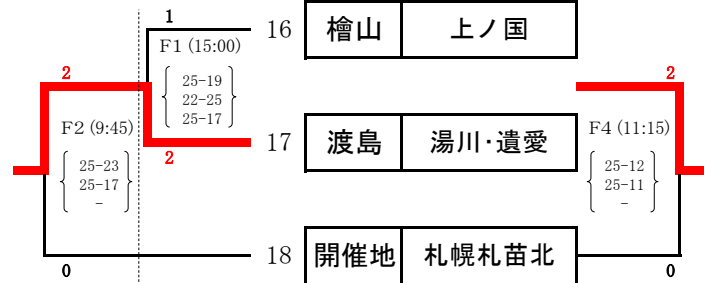 1
16 檜山 上ノ国
F1 (15:00)
2
25-19
22-25
25-17
2
F2 (9:45)
17 渡島 湯川・遺愛
F4 (11:15)
2
25-23
25-17
-
25-12
25-11
-
18 開催地 札幌札苗北
0
0